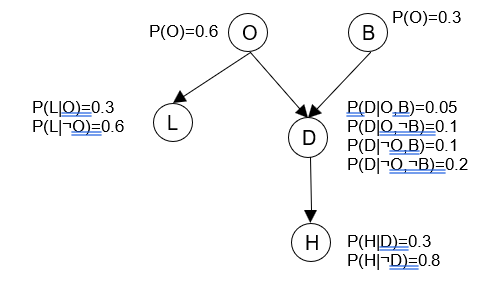 P(O)=0.6
O
B
P(O)=0.3
P(L|O)=0.3
P(L|¬O)=0.6
L
D
P(D|O,B)=0.05
P(D|O,¬B)=0.1
P(D|¬O,B)=0.1
P(D|¬O,¬B)=0.2
H
P(H|D)=0.3
P(H|¬D)=0.8